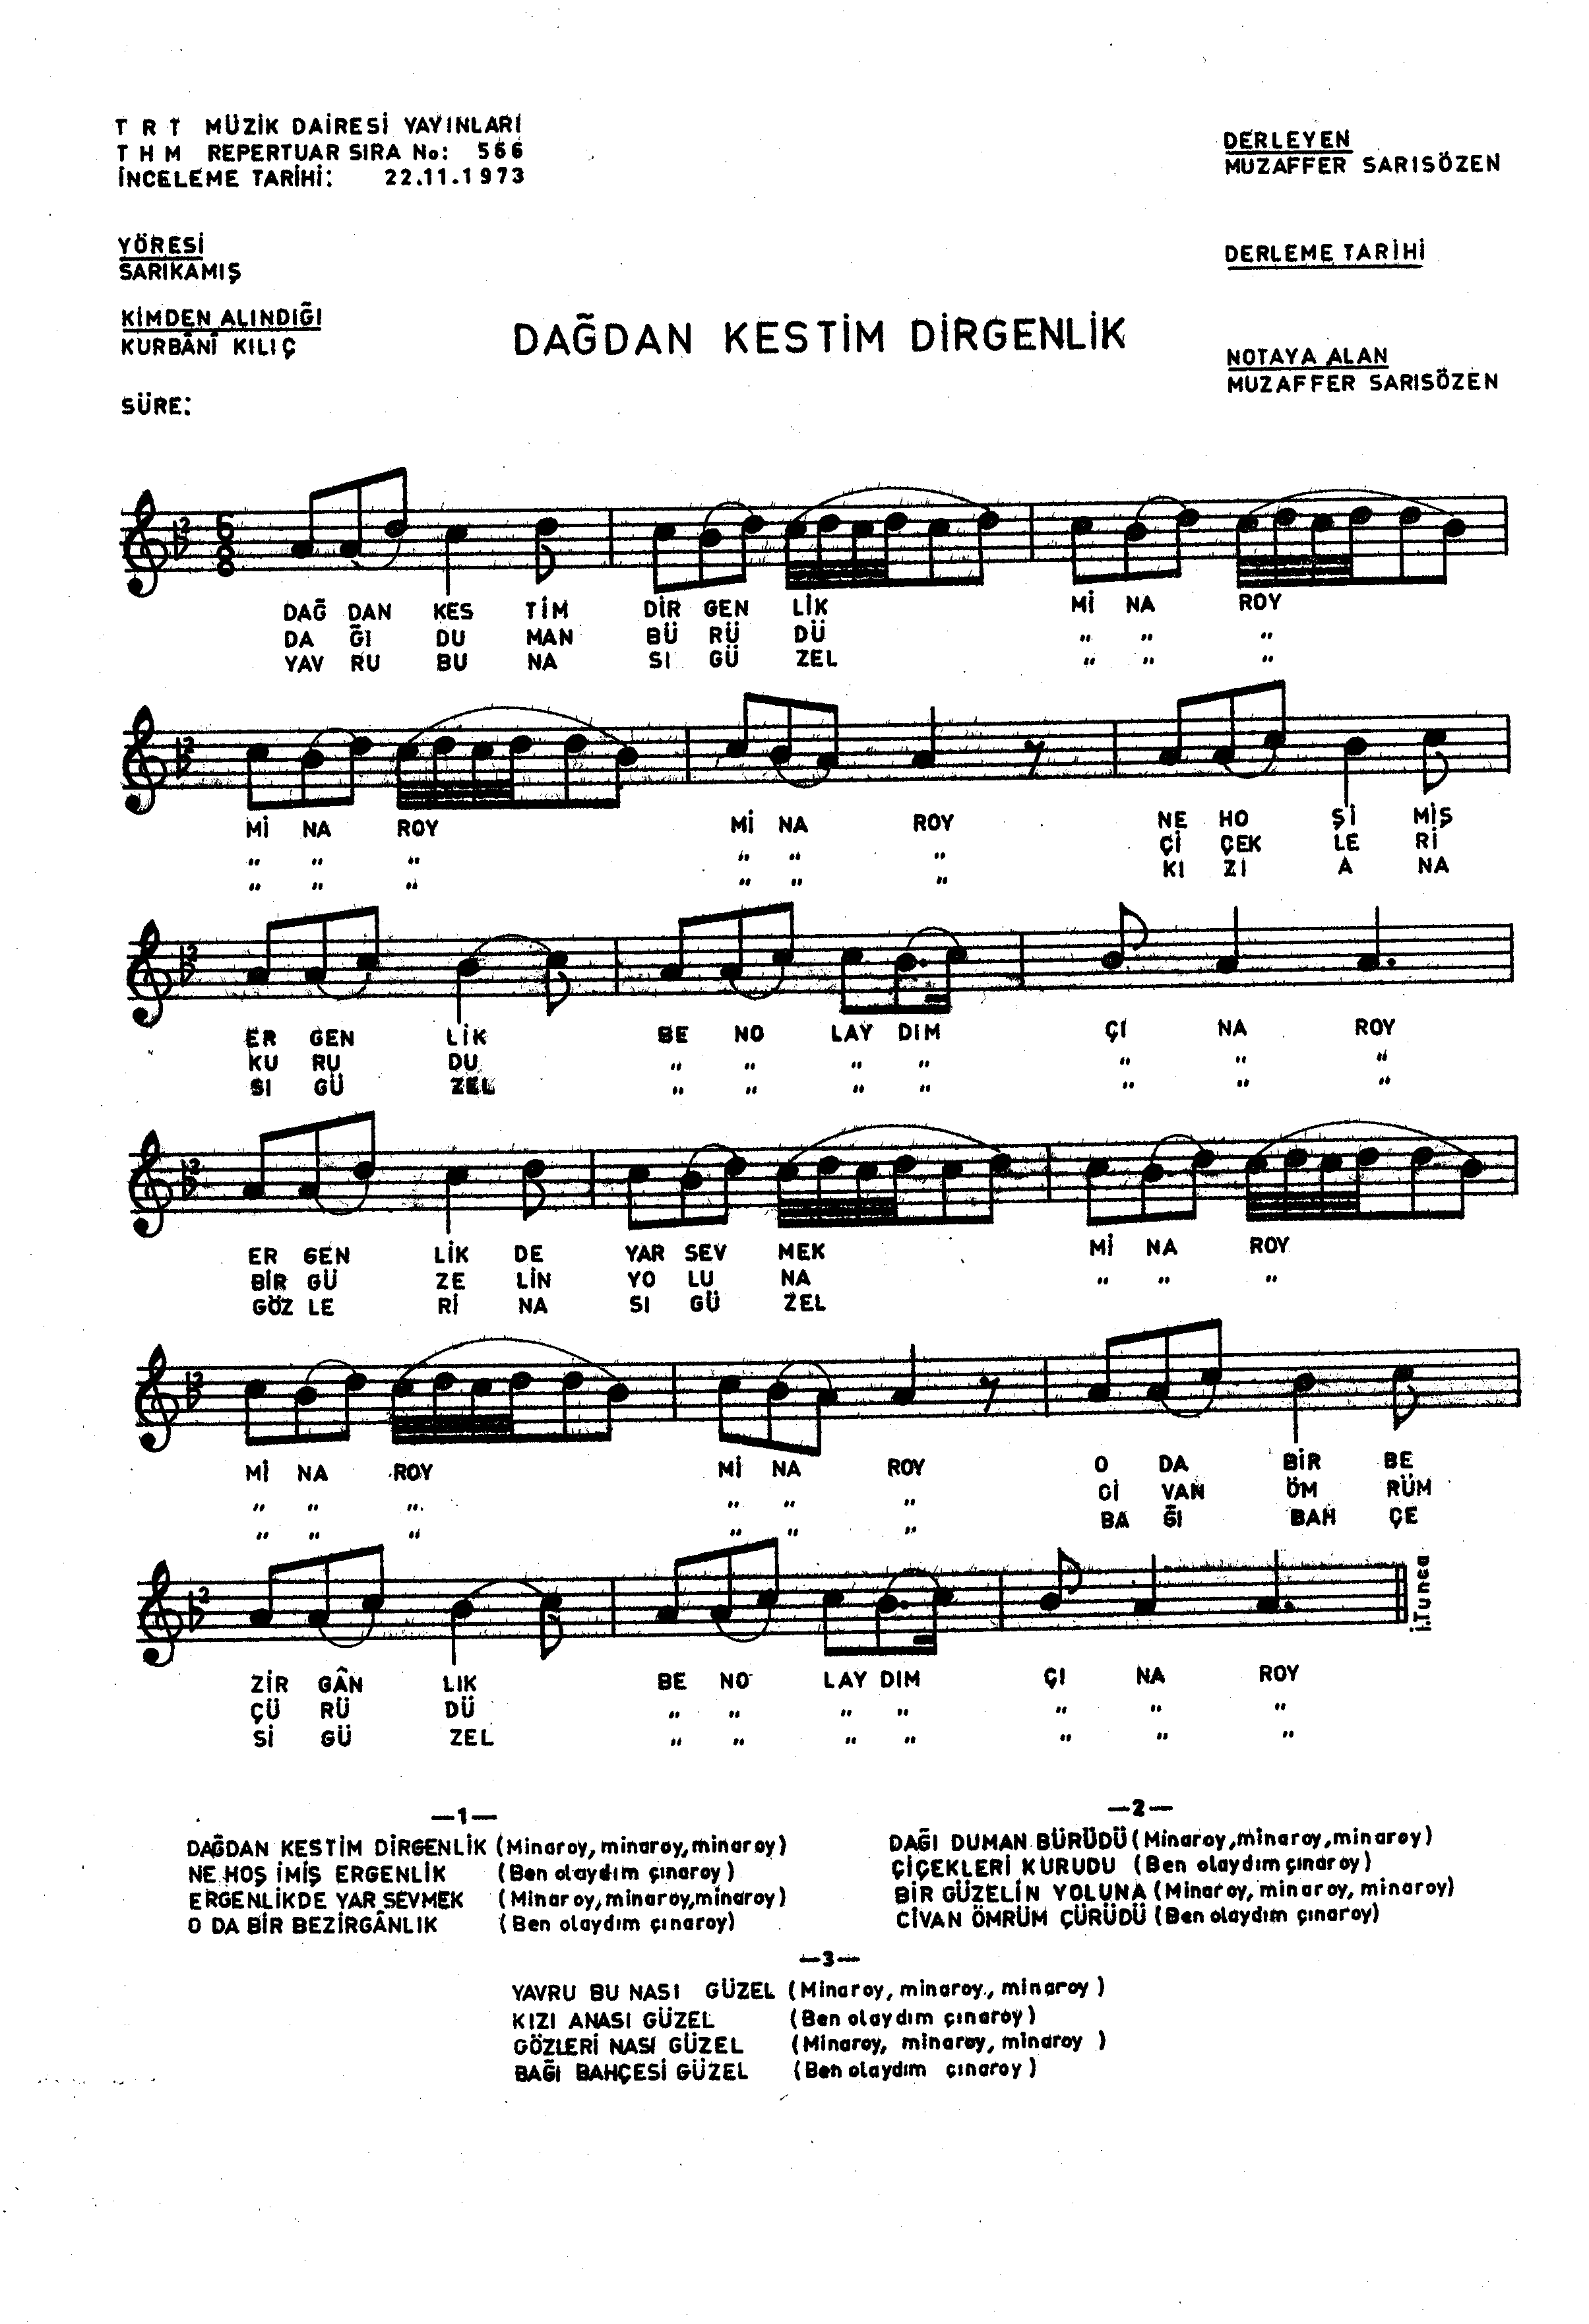 T R T MÜZİK DAİRESİ YAYINLARI
T H M REPERTUAR SIRA No: 566
İNCELEME TARİHİ: 22.11.1973
DERLEYEN
MUZAFFER SARISÖZEN
YÖRESİ
SARIKAMIŞ
DERLEME TARİHİ
KİMDEN ALINDIĞI
KURBÂNÎ KILIÇ
DAĞDAN KESTİM DİRGENLİK
NOTAYA ALAN
MUZAFFER SARISÖZEN
SÜRE:
6
8
DAĞ DAN KES TİM DİR GEN LİK Mİ NA ROY
DA ĞI DU MAN BÜ RÜ DÜ " " "
YAV RU BU NA SI GÜ ZEL " " "
Mİ NA ROY Mİ NA ROY NE HO Şİ MİŞ
" " " " " " Çİ ÇEK LE Rİ
" " " " " " KI ZI A NA
ER GEN LİK BE NO LAY DIM ÇI NA ROY
KU RU DU " " " " " " "
SI GÜ ZEL " " " " " " "
ER GEN LİK DE YAR SEV MEK Mİ NA ROY
BİR GÜ ZE LİN YO LU NA " " "
GÖZ LE Rİ NA SI GÜ ZEL
Mİ NA ROY Mİ NA ROY O DA BİR BE
" " " " " " Cİ VAN ÖM RÜM
" " " " " " BA ĞI BAH ÇE
ZİR GÂN LIK BE NO LAY DIM ÇI NA ROY
ÇÜ RÜ DÜ " " " " " " "
Sİ GÜ ZEL " " " " " " "
İ.Tunca
—1—
DAĞDAN KESTİM DİRGENLİK (Minaroy, minaroy, minaroy)
NE HOŞ İMİŞ ERGENLİK (Ben olaydım çınaroy)
ERGENLİKDE YAR SEVMEK (Minaroy, minaroy, minaroy)
O DA BİR BEZİRGÂNLIK (Ben olaydım çınaroy)
—2—
DAĞI DUMAN BÜRÜDÜ (Minaroy, minaroy, minaroy)
ÇİÇEKLERİ KURUDU (Ben olaydım çınaroy)
BİR GÜZELİN YOLUNA (Minaroy, minaroy, minaroy)
CİVAN ÖMRÜM ÇÜRÜDÜ (Ben olaydım çınaroy)
—3—
YAVRU BU NASI GÜZEL (Minaroy, minaroy, minaroy)
KIZI ANASI GÜZEL (Ben olaydım çınaroy)
GÖZLERİ NASI GÜZEL (Minaroy, minaroy, minaroy)
BAĞI BAHÇESİ GÜZEL (Ben olaydım çınaroy)